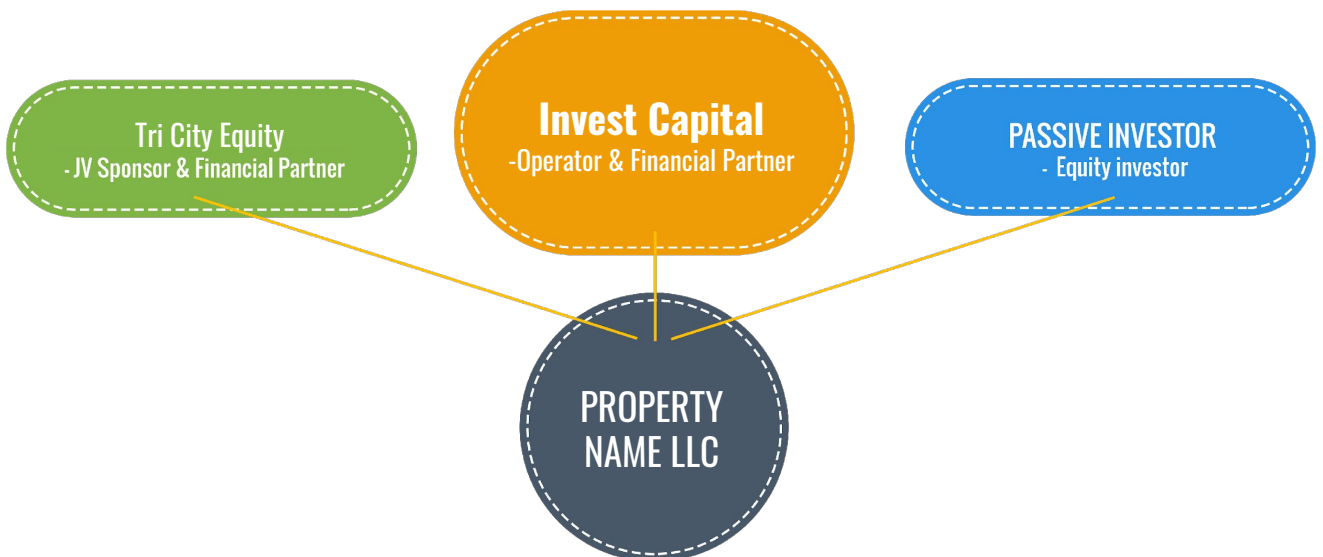 Tri City Equity
-JV Sponsor & Financial Partner
Invest Capital
-Operator & Financial Partner
PASSIVE INVESTOR
- Equity investor
PROPERTY
NAME LLC